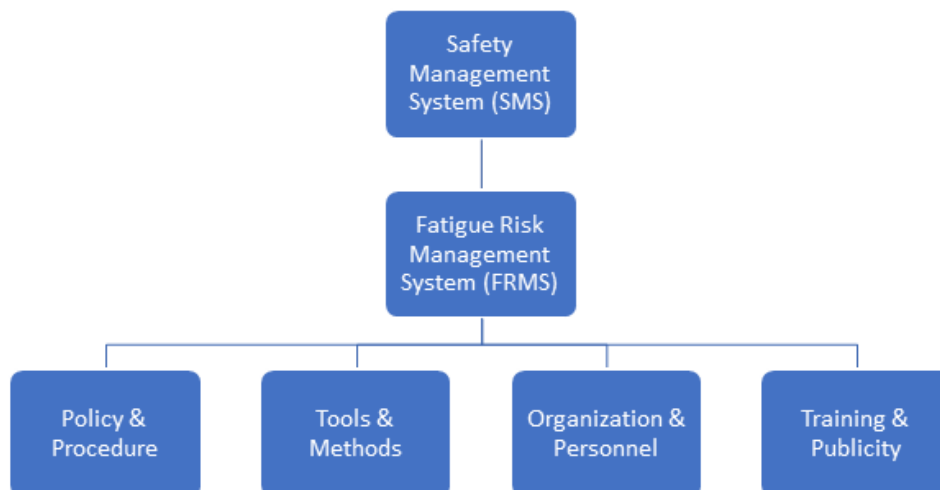 Safety
Management
System (SMS)
Fatigue Risk
Management
System (FRMS)
Policy &
Procedure
Tools &
Methods
Organization &
Personnel
Training &
Publicity